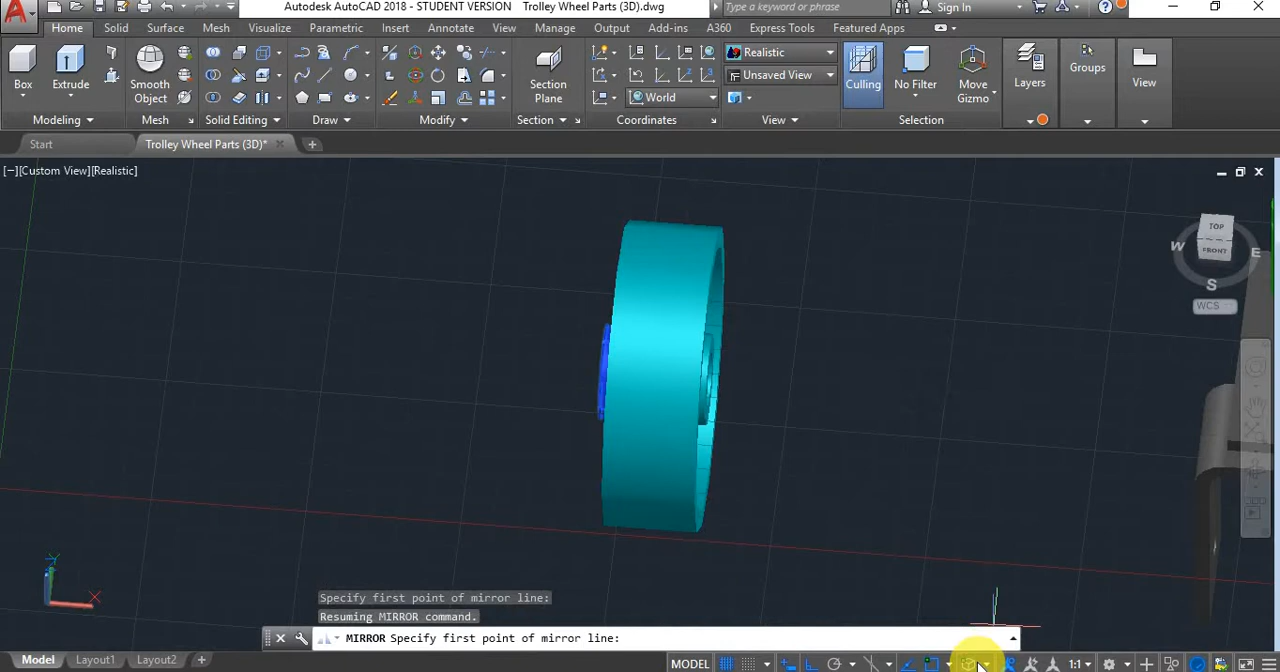 Autodesk AutoCAD 2018 - STUDENT VERSION Trolley Wheel Parts (3D).dwg
Type a keyword or phrase
Sign In
Home Solid Surface Mesh Visualize Parametric Insert Annotate View Manage Output Add-ins A360 Express Tools Featured Apps
Box
Extrude
Smooth
Object
Section
Plane
Realistic
Unsaved View
World
Culling
No Filter
Move
Gizmo
Layers
Groups
View
Modeling Mesh Solid Editing Draw Modify Section Coordinates View Selection
Start Trolley Wheel Parts (3D)*
[−][Custom View][Realistic]
TOP
W
FRONT
E
S
WCS
Y
X
Specify first point of mirror line:
Resuming MIRROR command.
MIRROR Specify first point of mirror line:
Model Layout1 Layout2 + MODEL 1:1